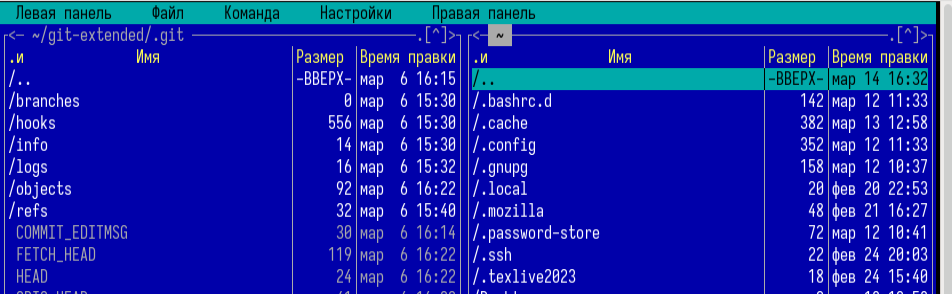 Левая панель Файл Команда Настройки Правая панель
<- ~/git-extended/.git .[^]> <- ~ .[^]>
.и Имя Размер Время правки .и Имя Размер Время правки
/.. -ВВЕРХ- мар 6 16:15 /.. -ВВЕРХ- мар 14 16:32
/branches 0 мар 6 15:30 /.bashrc.d 142 мар 12 11:33
/hooks 556 мар 6 15:30 /.cache 382 мар 13 12:58
/info 14 мар 6 15:30 /.config 352 мар 12 11:33
/logs 16 мар 6 15:32 /.gnupg 158 мар 12 10:37
/objects 92 мар 6 16:22 /.local 20 фев 20 22:53
/refs 32 мар 6 15:40 /.mozilla 48 фев 21 16:27
COMMIT_EDITMSG 30 мар 6 16:14 /.password-store 72 мар 12 10:41
FETCH_HEAD 119 мар 6 16:22 /.ssh 22 фев 24 20:03
HEAD 24 мар 6 16:22 /.texlive2023 18 фев 24 15:40